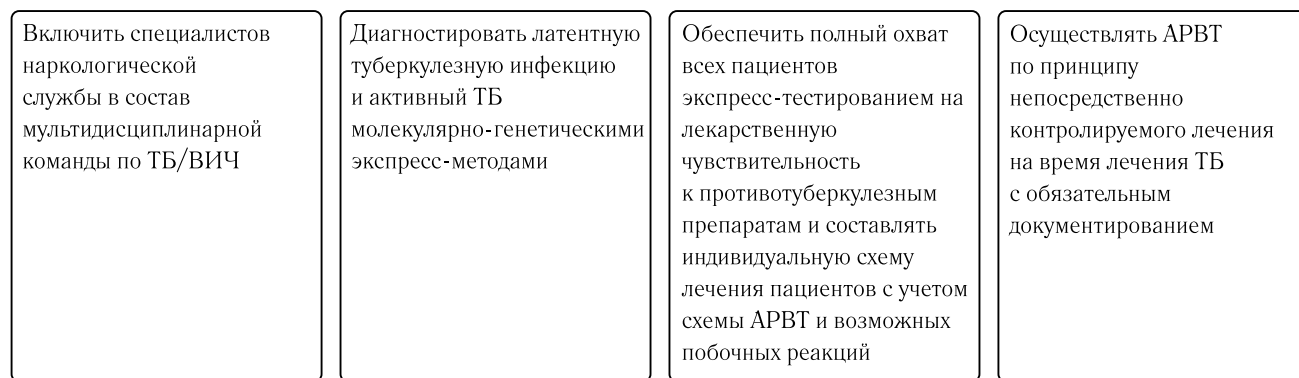 Включить специалистов
наркологической
службы в состав
мультидисциплинарной
команды по ТБ/ВИЧ
Диагностировать латентную
туберкулезную инфекцию
и активный ТБ
молекулярно-генетическими
экспресс-методами
Обеспечить полный охват
всех пациентов
экспресс-тестированием на
лекарственную
чувствительность
к противотуберкулезным
препаратам и составлять
индивидуальную схему
лечения пациентов с учетом
схемы АРВТ и возможных
побочных реакций
Осуществлять АРВТ
по принципу
непосредственно
контролируемого лечения
на время лечения ТБ
с обязательным
документированием